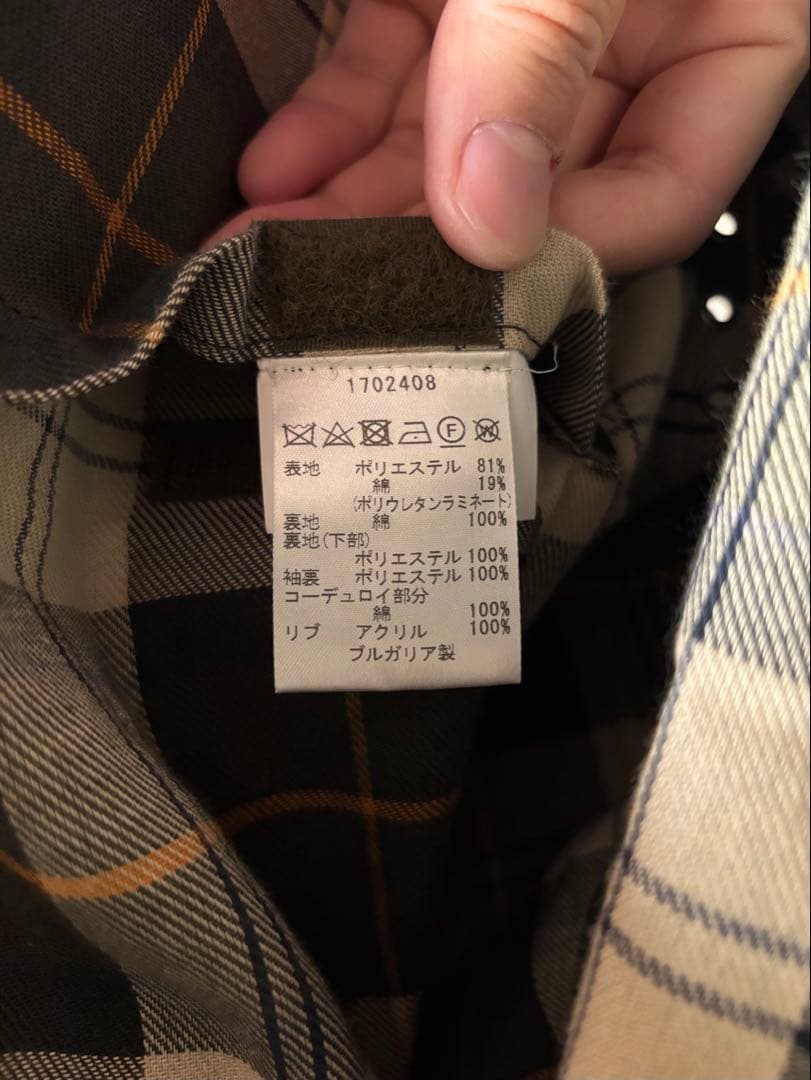 1702408
F W
表地 ポリエステル 81%
綿 19%
(ポリウレタンラミネート)
裏地 綿 100%
裏地(下部)
ポリエステル 100%
袖裏 ポリエステル 100%
コーデュロイ部分
綿 100%
リブ アクリル 100%
ブルガリア製